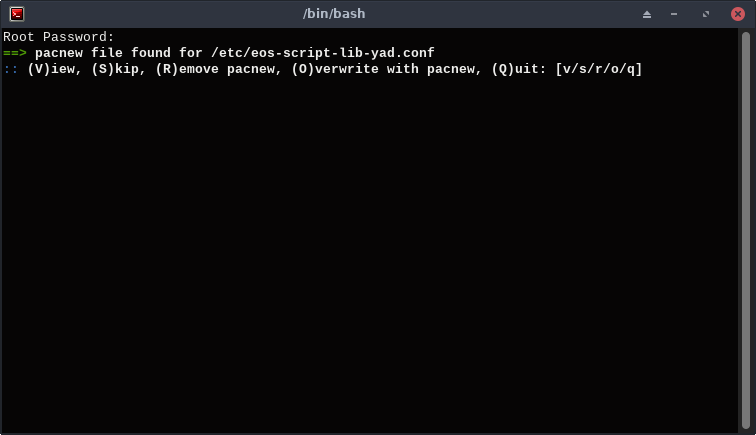 /bin/bash
Root Password:
==> pacnew file found for /etc/eos-script-lib-yad.conf
:: (V)iew, (S)kip, (R)emove pacnew, (O)verwrite with pacnew, (Q)uit: [v/s/r/o/q]